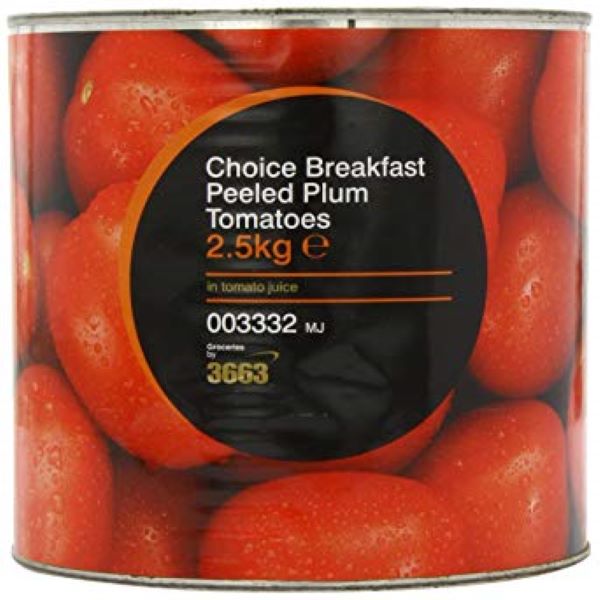 Choice Breakfast
Peeled Plum
Tomatoes
2.5kg ℮
in tomato juice
003332 MJ
Groceries
by
3663